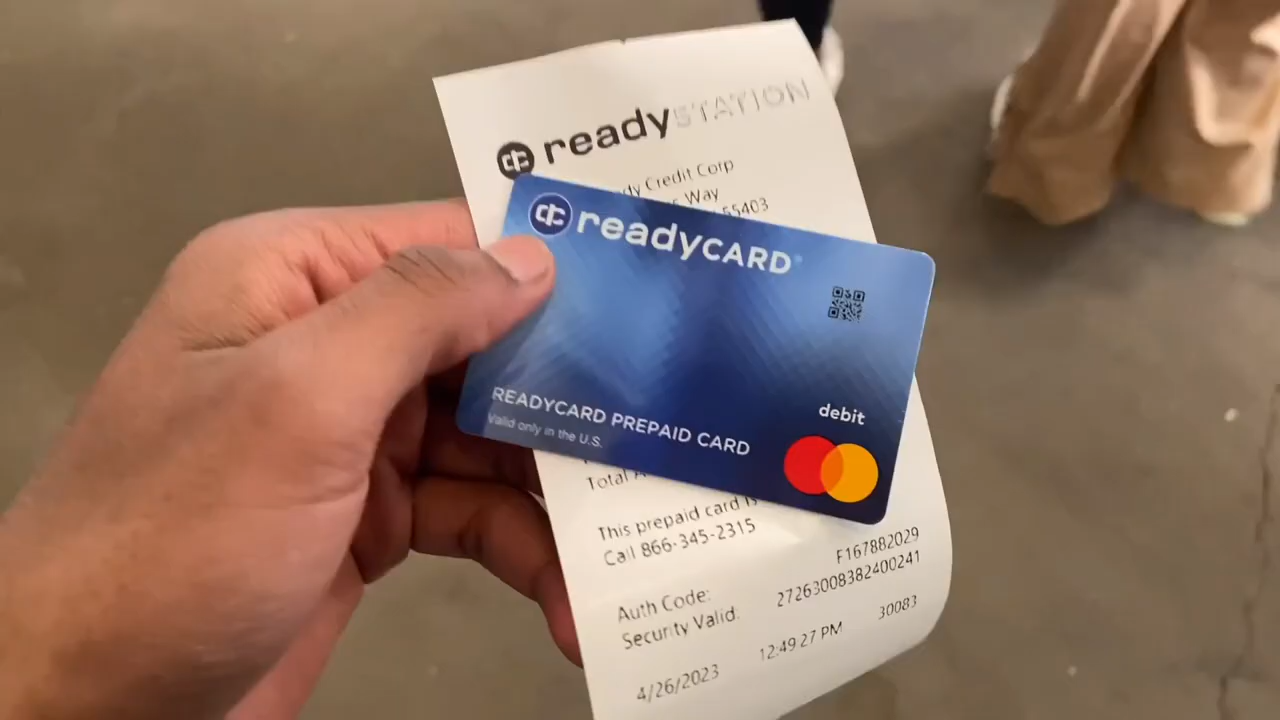 readySTATION
Credit Corp
Way
55403
readyCARD®
READYCARD PREPAID CARD
Valid only in the U.S.
debit
Total
This prepaid card is
Call 866-345-2315
F167882029
Auth Code: 27263008382400241
Security Valid: 30083
4/26/2023 12:49:27 PM